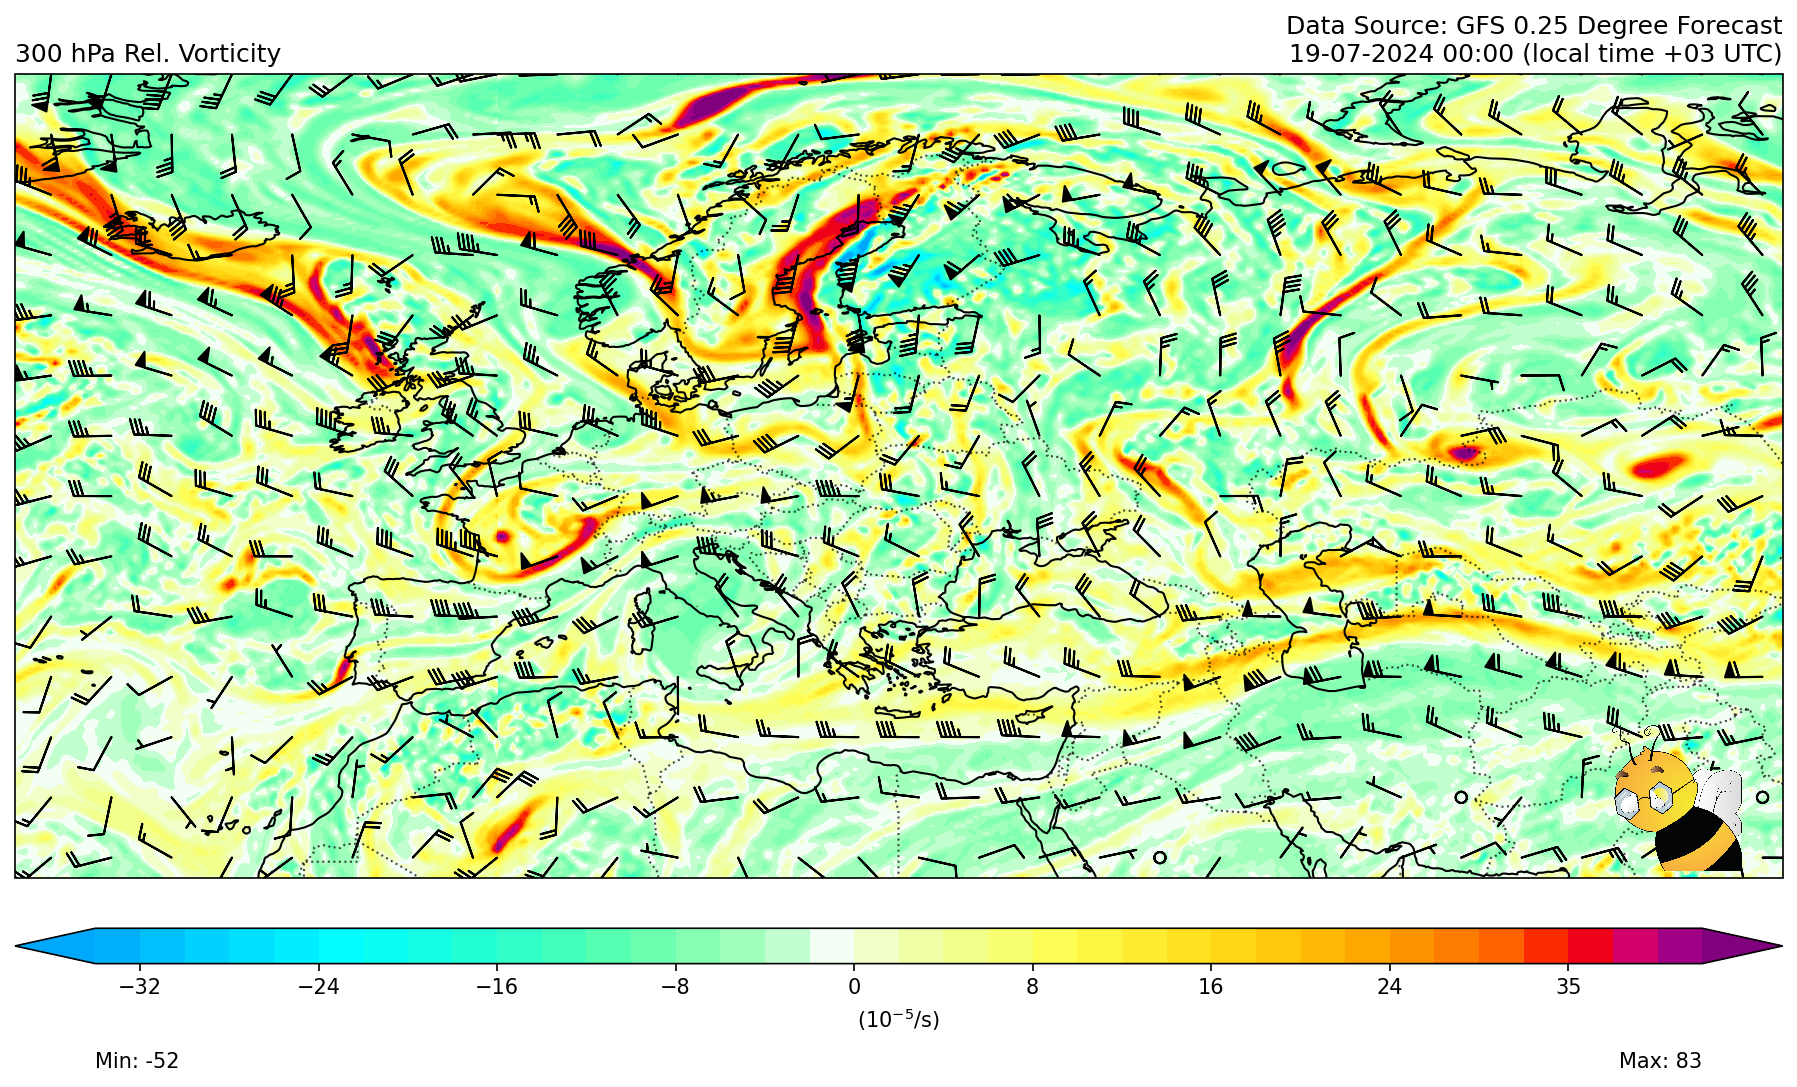 Data Source: GFS 0.25 Degree Forecast
300 hPa Rel. Vorticity
19-07-2024 00:00 (local time +03 UTC)
−32 −24 −16 −8 0 8 16 24 35
(10⁻⁵/s)
Min: -52
Max: 83